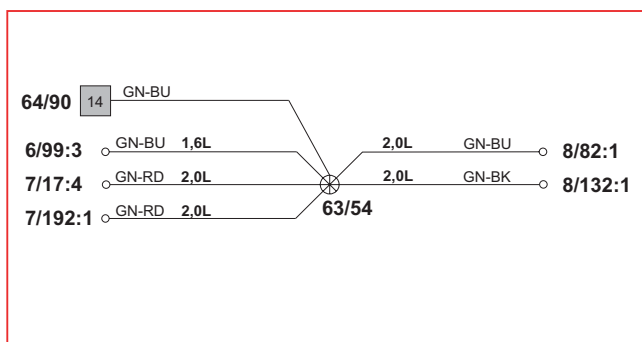 64/90 14 GN-BU
6/99:3 GN-BU 1,6L 2,0L GN-BU 8/82:1
7/17:4 GN-RD 2,0L 2,0L GN-BK 8/132:1
7/192:1 GN-RD 2,0L 63/54